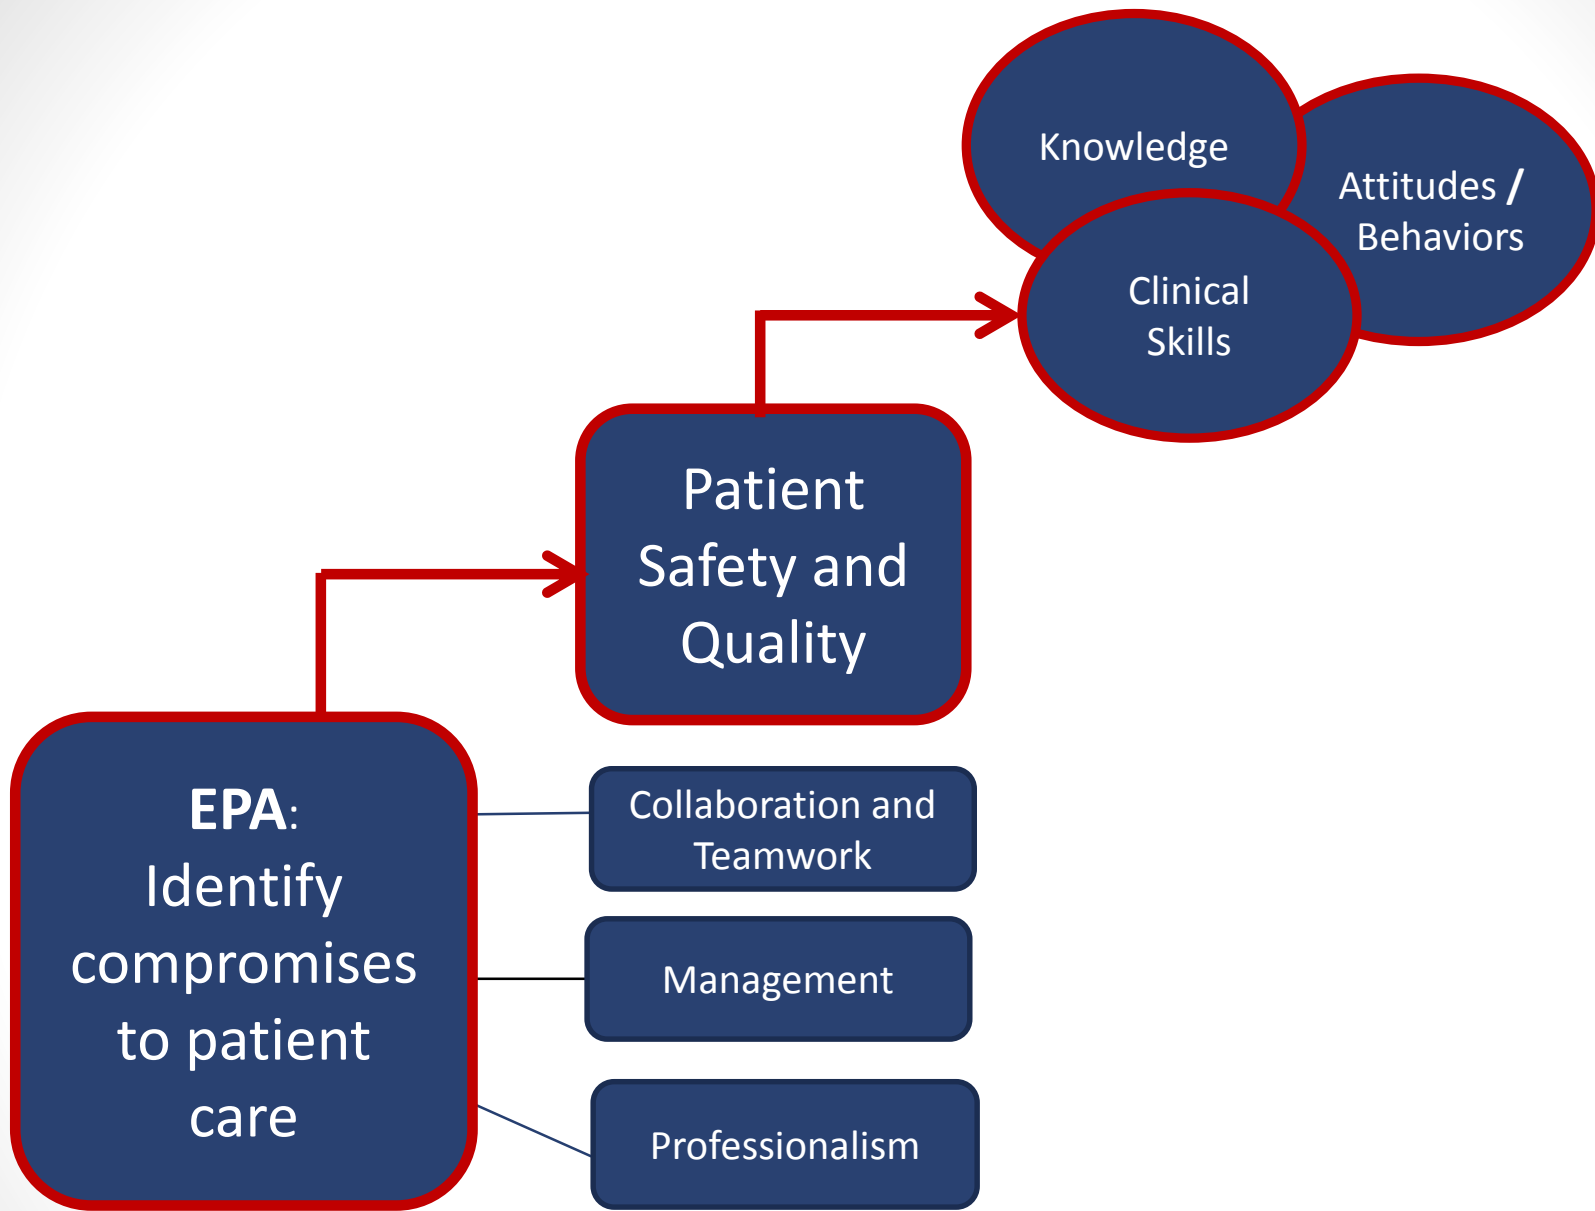 Knowledge
Attitudes /
Behaviors
Clinical
Skills
Patient
Safety and
Quality
EPA:
Identify
compromises
to patient
care
Collaboration and
Teamwork
Management
Professionalism